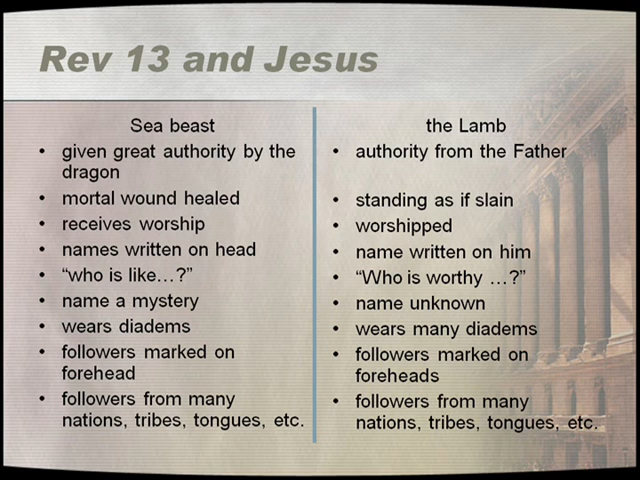 Rev 13 and Jesus
Sea beast
• given great authority by the
dragon
• mortal wound healed
• receives worship
• names written on head
• “who is like…?”
• name a mystery
• wears diadems
• followers marked on
forehead
• followers from many
nations, tribes, tongues, etc.
the Lamb
• authority from the Father
• standing as if slain
• worshipped
• name written on him
• “Who is worthy …?”
• name unknown
• wears many diadems
• followers marked on
foreheads
• followers from many
nations, tribes, tongues, etc.